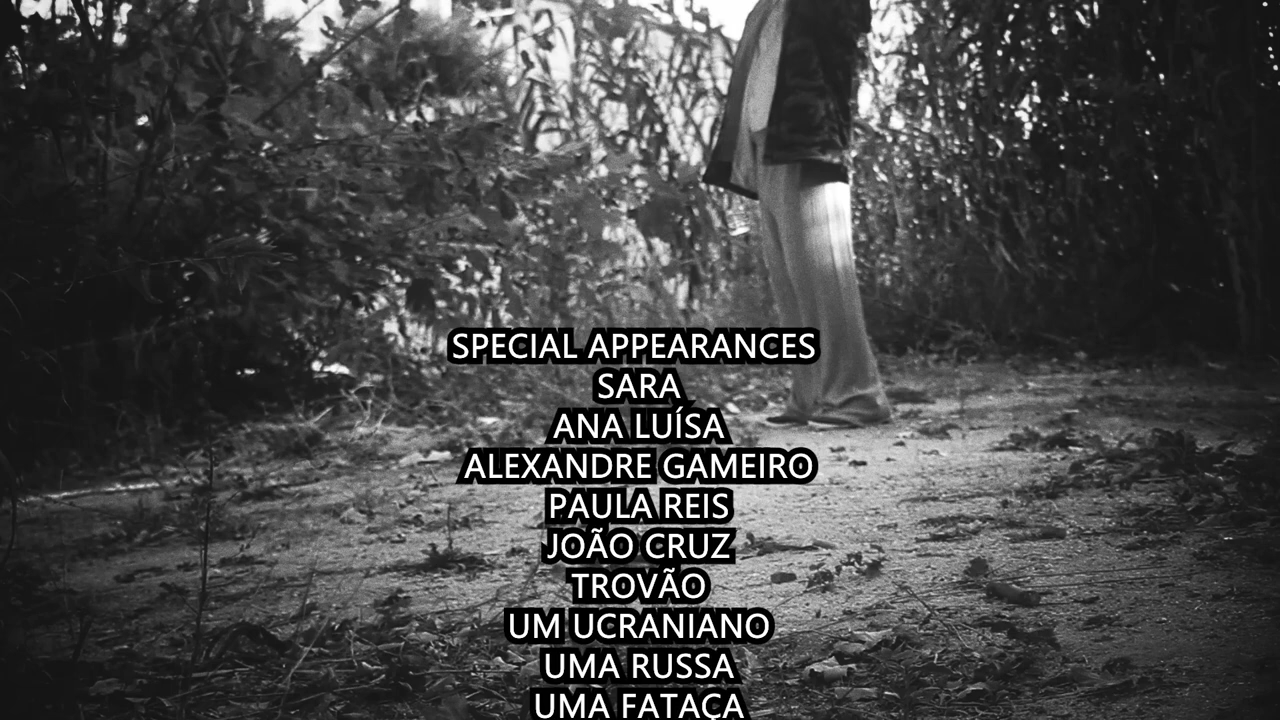 SPECIAL APPEARANCES
SARA
ANA LUÍSA
ALEXANDRE GAMEIRO
PAULA REIS
JOÃO CRUZ
TROVÃO
UM UCRANIANO
UMA RUSSA
UMA FATAÇA